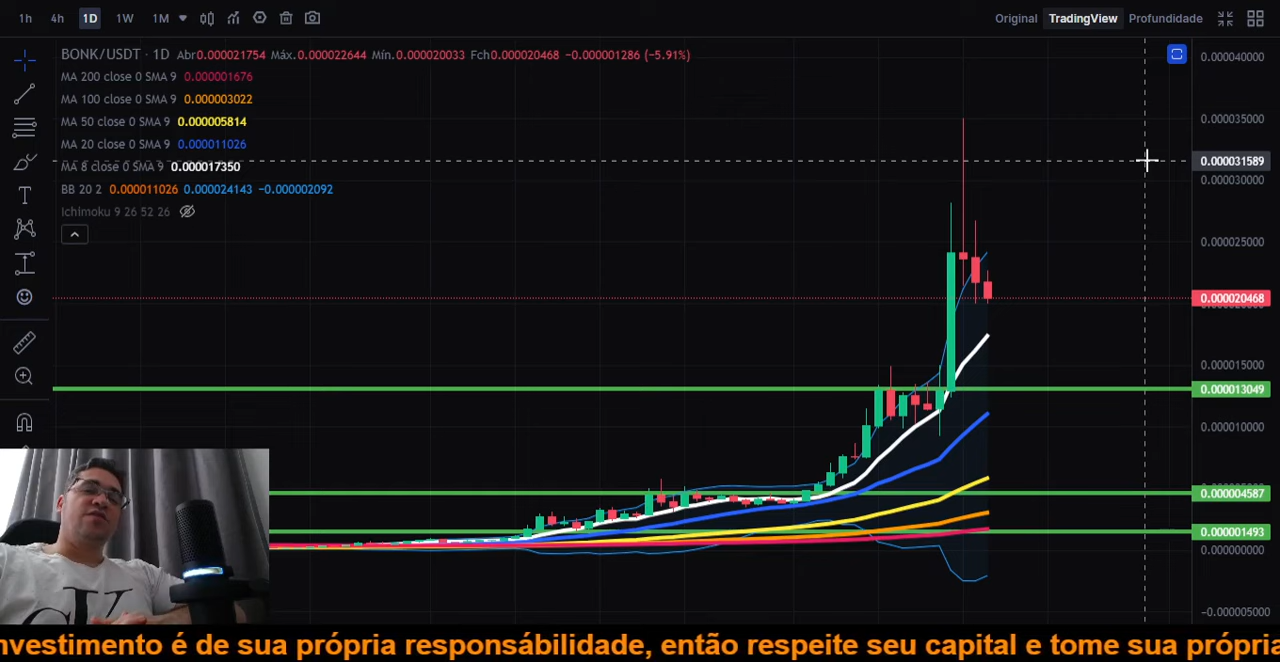 1h 4h 1D 1W 1M Original TradingView Profundidade
BONK/USDT · 1D Abr0.000021754 Máx.0.000022644 Mín.0.000020033 Fch0.000020468 −0.000001286 (−5.91%)
MA 200 close 0 SMA 9 0.000001676
MA 100 close 0 SMA 9 0.000003022
MA 50 close 0 SMA 9 0.000005814
MA 20 close 0 SMA 9 0.000011026
MA 8 close 0 SMA 9 0.000017350
BB 20 2 0.000011026 0.000024143 −0.000002092
Ichimoku 9 26 52 26
0.000040000
0.000035000
0.000031589
0.000030000
0.000025000
0.000020468
0.000015000
0.000013049
0.000010000
0.000004587
0.000001493
0.000000000
−0.000005000
nvestimento é de sua própria responsábilidade, então respeite seu capital e tome sua própria